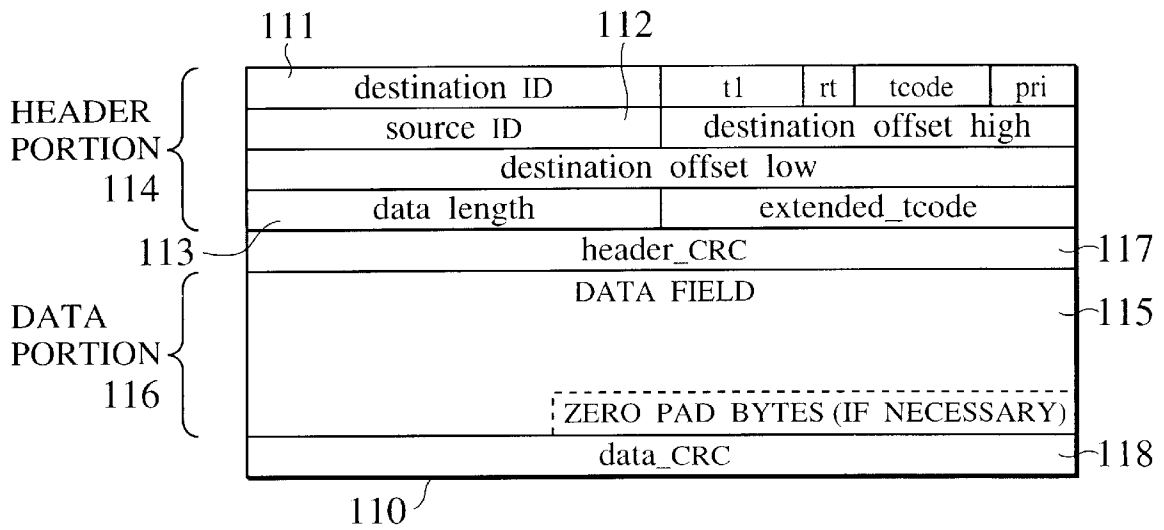 111
112
destination ID t1 rt tcode pri
HEADER PORTION 114
source ID destination offset high
destination offset low
data length extended_tcode
113
header_CRC
117
DATA FIELD
115
DATA PORTION 116
ZERO PAD BYTES (IF NECESSARY)
data_CRC
118
110